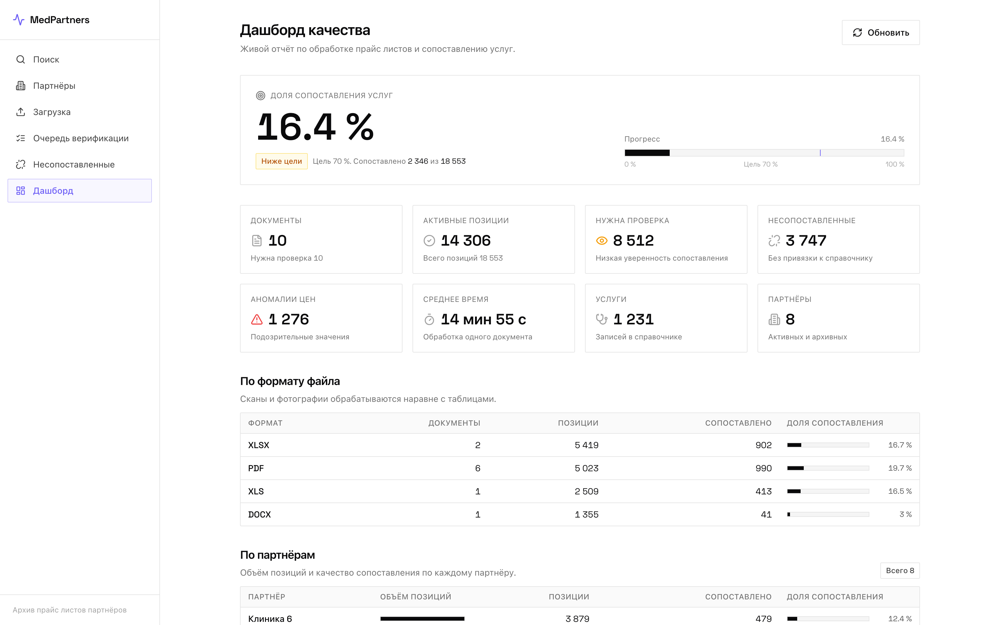 MedPartners
Поиск
Партнёры
Загрузка
Очередь верификации
Несопоставленные
Дашборд
Архив прайс листов партнёров
Дашборд качества
Живой отчёт по обработке прайс листов и сопоставлению услуг.
Обновить
ДОЛЯ СОПОСТАВЛЕНИЯ УСЛУГ
16.4 %
Ниже цели Цель 70 %. Сопоставлено 2 346 из 18 553
Прогресс 16.4 %
0 % Цель 70 % 100 %
ДОКУМЕНТЫ
10
Нужна проверка 10
АКТИВНЫЕ ПОЗИЦИИ
14 306
Всего позиций 18 553
НУЖНА ПРОВЕРКА
8 512
Низкая уверенность сопоставления
НЕСОПОСТАВЛЕННЫЕ
3 747
Без привязки к справочнику
АНОМАЛИИ ЦЕН
1 276
Подозрительные значения
СРЕДНЕЕ ВРЕМЯ
14 мин 55 с
Обработка одного документа
УСЛУГИ
1 231
Записей в справочнике
ПАРТНЁРЫ
8
Активных и архивных
По формату файла
Сканы и фотографии обрабатываются наравне с таблицами.
ФОРМАТ ДОКУМЕНТЫ ПОЗИЦИИ СОПОСТАВЛЕНО ДОЛЯ СОПОСТАВЛЕНИЯ
XLSX 2 5 419 902 16.7 %
PDF 6 5 023 990 19.7 %
XLS 1 2 509 413 16.5 %
DOCX 1 1 355 41 3 %
По партнёрам
Объём позиций и качество сопоставления по каждому партнёру.
Всего 8
ПАРТНЁР ОБЪЁМ ПОЗИЦИЙ ПОЗИЦИИ СОПОСТАВЛЕНО ДОЛЯ СОПОСТАВЛЕНИЯ
Клиника 6 3 879 479 12.4 %